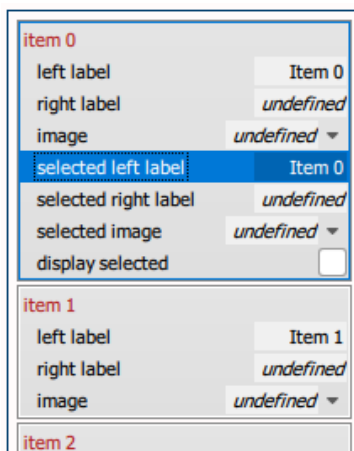 item 0
left label Item 0
right label undefined
image undefined
selected left label Item 0
selected right label undefined
selected image undefined
display selected
item 1
left label Item 1
right label undefined
image undefined
item 2